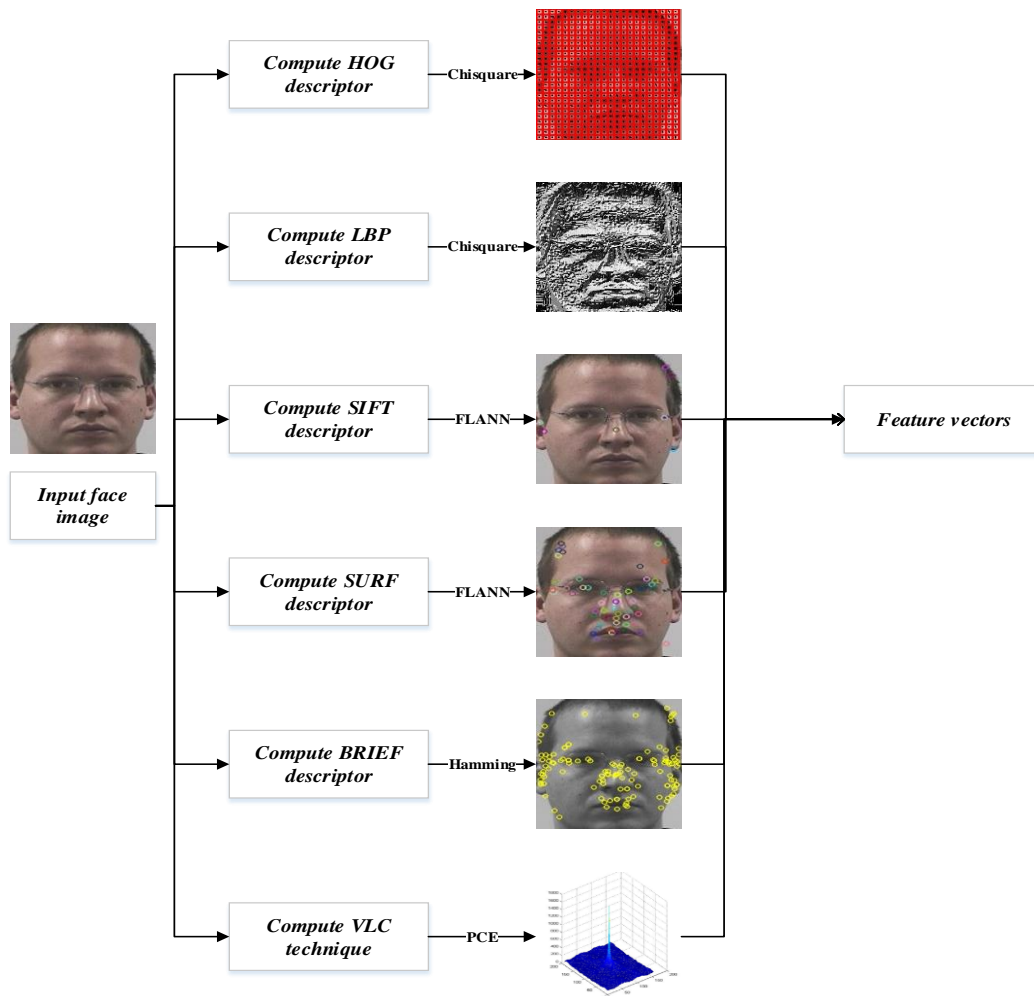 Compute HOG
descriptor
Chisquare
Compute LBP
descriptor
Chisquare
Input face
image
Compute SIFT
descriptor
FLANN
Feature vectors
Compute SURF
descriptor
FLANN
Compute BRIEF
descriptor
Hamming
Compute VLC
technique
PCE